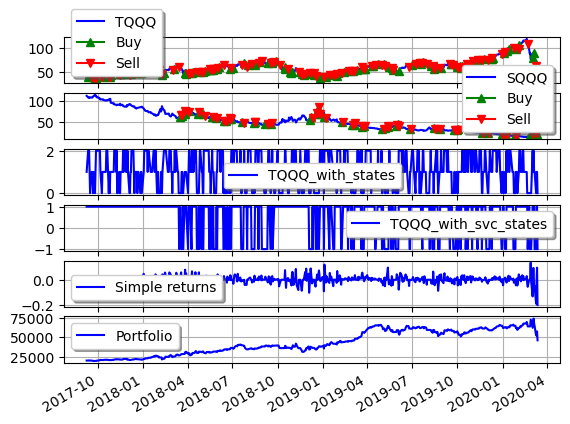 TQQQ
Buy
Sell
100
50
SQQQ
Buy
Sell
100
50
2
0
TQQQ_with_states
1
0
−1
TQQQ_with_svc_states
0.0
−0.2
Simple returns
75000
50000
25000
Portfolio
2017-10
2018-01
2018-04
2018-07
2018-10
2019-01
2019-04
2019-07
2019-10
2020-01
2020-04